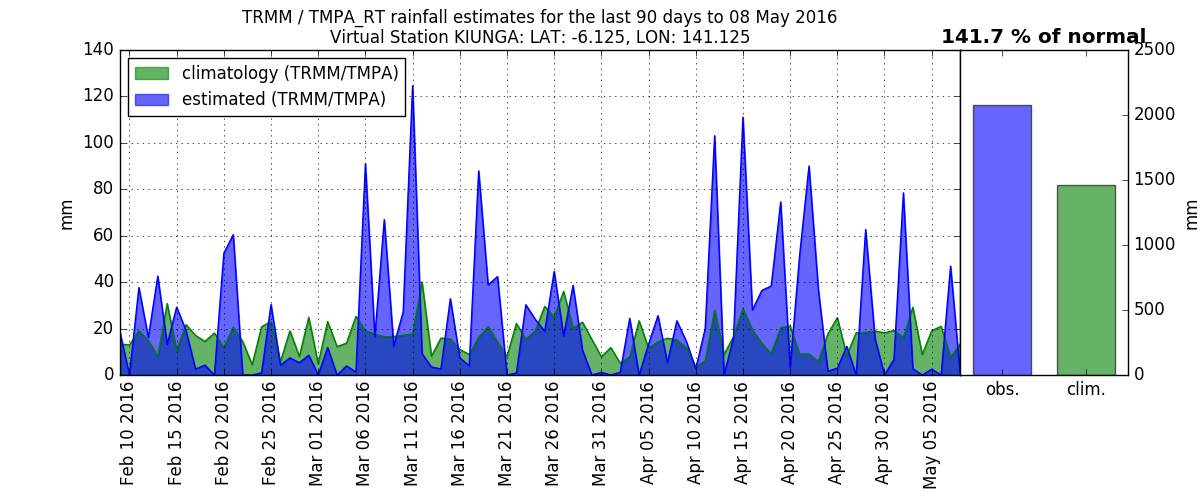 TRMM / TMPA_RT rainfall estimates for the last 90 days to 08 May 2016
Virtual Station KIUNGA: LAT: -6.125, LON: 141.125
141.7 % of normal
climatology (TRMM/TMPA)
estimated (TRMM/TMPA)
mm
140
120
100
80
60
40
20
0
Feb 10 2016
Feb 15 2016
Feb 20 2016
Feb 25 2016
Mar 01 2016
Mar 06 2016
Mar 11 2016
Mar 16 2016
Mar 21 2016
Mar 26 2016
Mar 31 2016
Apr 05 2016
Apr 10 2016
Apr 15 2016
Apr 20 2016
Apr 25 2016
Apr 30 2016
May 05 2016
obs.
clim.
2500
2000
1500
1000
500
0
mm